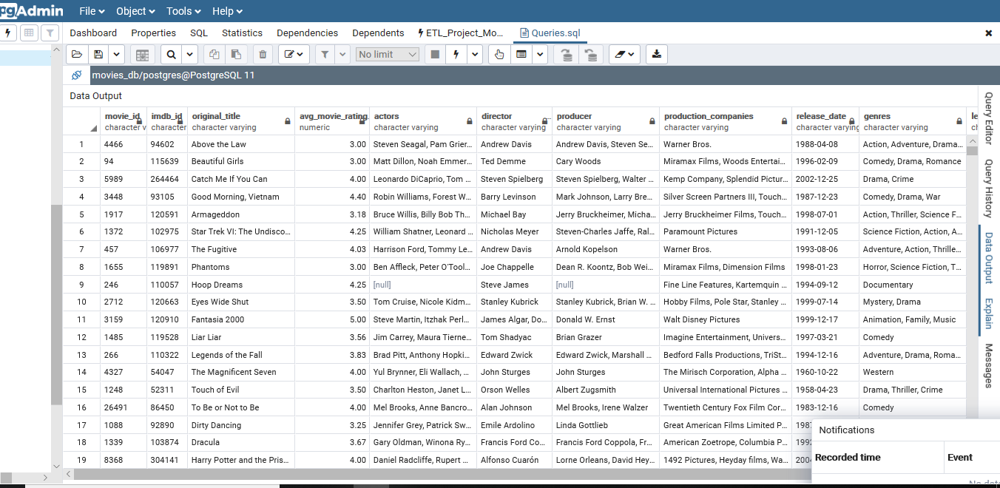 pgAdmin File Object Tools Help
Dashboard Properties SQL Statistics Dependencies Dependents ETL_Project_Mo... Queries.sql
No limit
movies_db/postgres@PostgreSQL 11
Data Output
movie_id imdb_id original_title avg_movie_rating actors director producer production_companies release_date genres le
character v character character varying numeric character varying character varying character varying character varying character varying character varying ch
1 4466 94602 Above the Law 3.00 Steven Seagal, Pam Grier... Andrew Davis Andrew Davis, Steven Se... Warner Bros. 1988-04-08 Action, Adventure, Drama...
2 94 115639 Beautiful Girls 3.00 Matt Dillon, Noah Emmer... Ted Demme Cary Woods Miramax Films, Woods Entertai... 1996-02-09 Comedy, Drama, Romance
3 5989 264464 Catch Me If You Can 4.00 Leonardo DiCaprio, Tom ... Steven Spielberg Steven Spielberg, Walter ... Kemp Company, Splendid Pictur... 2002-12-25 Drama, Crime
4 3448 93105 Good Morning, Vietnam 4.40 Robin Williams, Forest W... Barry Levinson Mark Johnson, Larry Bre... Silver Screen Partners III, Touch... 1987-12-23 Comedy, Drama, War
5 1917 120591 Armageddon 3.18 Bruce Willis, Billy Bob Th... Michael Bay Jerry Bruckheimer, Micha... Jerry Bruckheimer Films, Touch... 1998-07-01 Action, Thriller, Science F...
6 1372 102975 Star Trek VI: The Undisco... 4.25 William Shatner, Leonard ... Nicholas Meyer Steven-Charles Jaffe, Ral... Paramount Pictures 1991-12-05 Science Fiction, Action, A...
7 457 106977 The Fugitive 4.03 Harrison Ford, Tommy Le... Andrew Davis Arnold Kopelson Warner Bros. 1993-08-06 Adventure, Action, Thrille...
8 1655 119891 Phantoms 3.00 Ben Affleck, Peter O'Tool... Joe Chappelle Dean R. Koontz, Bob Wei... Miramax Films, Dimension Films 1998-01-23 Horror, Science Fiction, T...
9 246 110057 Hoop Dreams 4.25 [null] Steve James [null] Fine Line Features, Kartemquin ... 1994-09-12 Documentary
10 2712 120663 Eyes Wide Shut 3.50 Tom Cruise, Nicole Kidm... Stanley Kubrick Stanley Kubrick, Brian W. ... Hobby Films, Pole Star, Stanley ... 1999-07-14 Mystery, Drama
11 3159 120910 Fantasia 2000 5.00 Steve Martin, Itzhak Perl... James Algar, Do... Donald W. Ernst Walt Disney Pictures 1999-12-17 Animation, Family, Music
12 1485 119528 Liar Liar 3.56 Jim Carrey, Maura Tierne... Tom Shadyac Brian Grazer Imagine Entertainment, Univers... 1997-03-21 Comedy
13 266 110322 Legends of the Fall 3.83 Brad Pitt, Anthony Hopki... Edward Zwick Edward Zwick, Marshall ... Bedford Falls Productions, TriSt... 1994-12-16 Adventure, Drama, Roma...
14 4327 54047 The Magnificent Seven 4.00 Yul Brynner, Eli Wallach, ... John Sturges John Sturges The Mirisch Corporation, Alpha ... 1960-10-22 Western
15 1248 52311 Touch of Evil 3.50 Charlton Heston, Janet L... Orson Welles Albert Zugsmith Universal International Pictures ... 1958-04-23 Drama, Thriller, Crime
16 26491 86450 To Be or Not to Be 4.00 Mel Brooks, Anne Bancro... Alan Johnson Mel Brooks, Irene Walzer Twentieth Century Fox Film Cor... 1983-12-16 Comedy
17 1088 92890 Dirty Dancing 3.25 Jennifer Grey, Patrick Sw... Emile Ardolino Linda Gottlieb Great American Films Limited P... 1987
18 1339 103874 Dracula 3.67 Gary Oldman, Winona Ry... Francis Ford Co... Francis Ford Coppola, Fr... American Zoetrope, Columbia P... 1992
19 8368 304141 Harry Potter and the Pris... 4.00 Daniel Radcliffe, Rupert ... Alfonso Cuarón Lorne Orleans, David Hey... 1492 Pictures, Heyday films, Wa... 2004
Query Editor
Query History
Data Output
Explain
Messages
Notifications
Recorded time Event